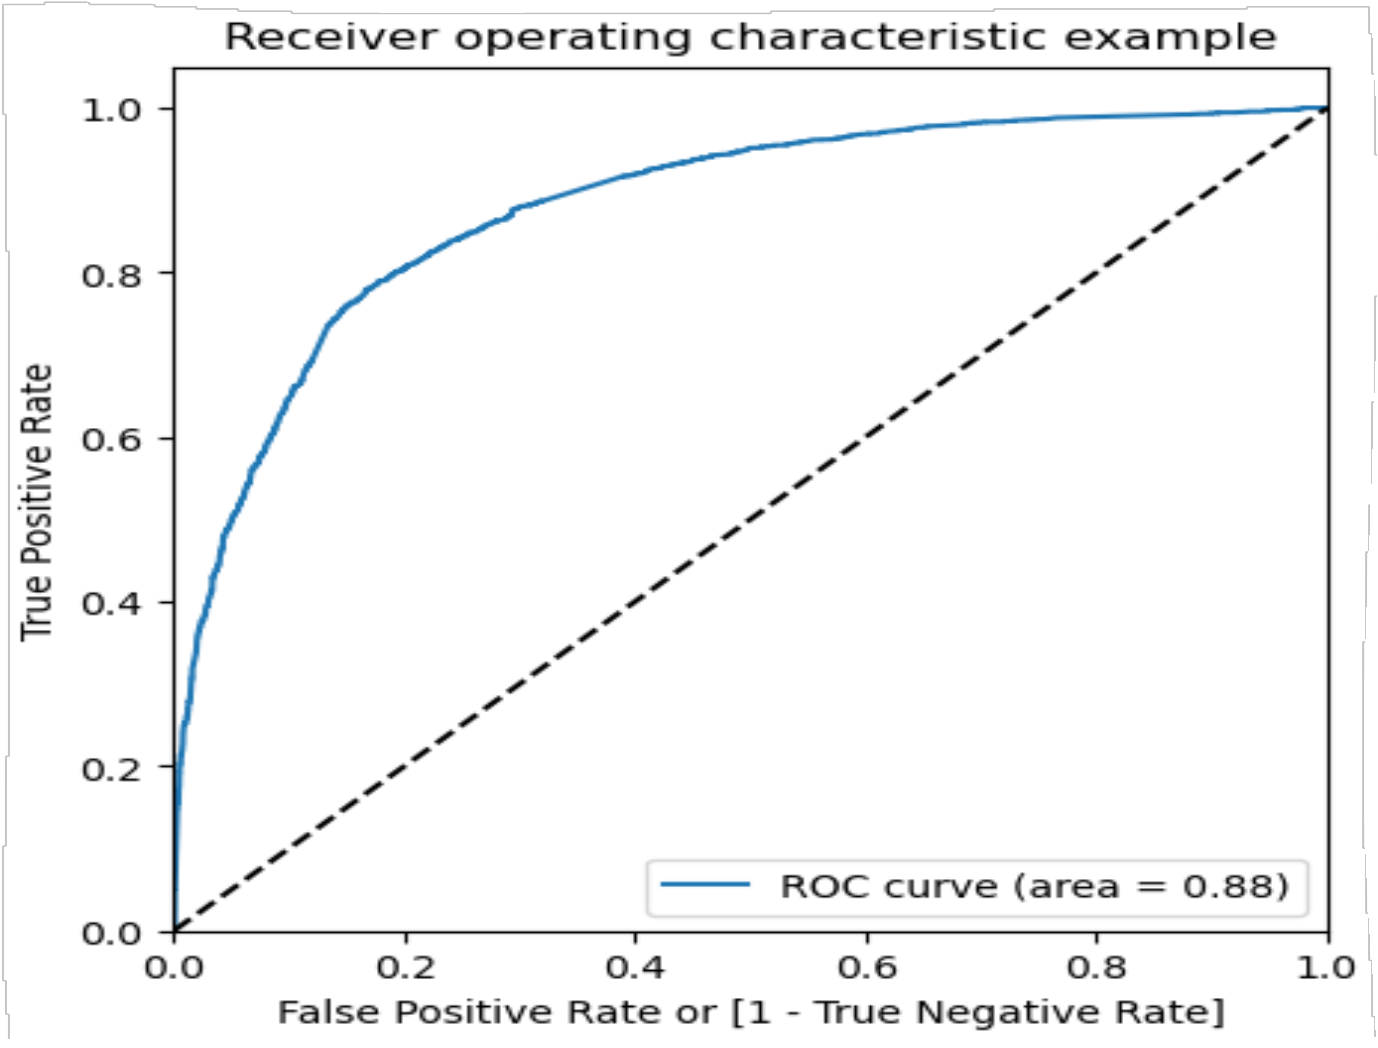 Receiver operating characteristic example
1.0
0.8
0.6
0.4
0.2
0.0
True Positive Rate
0.0 0.2 0.4 0.6 0.8 1.0
False Positive Rate or [1 - True Negative Rate]
ROC curve (area = 0.88)